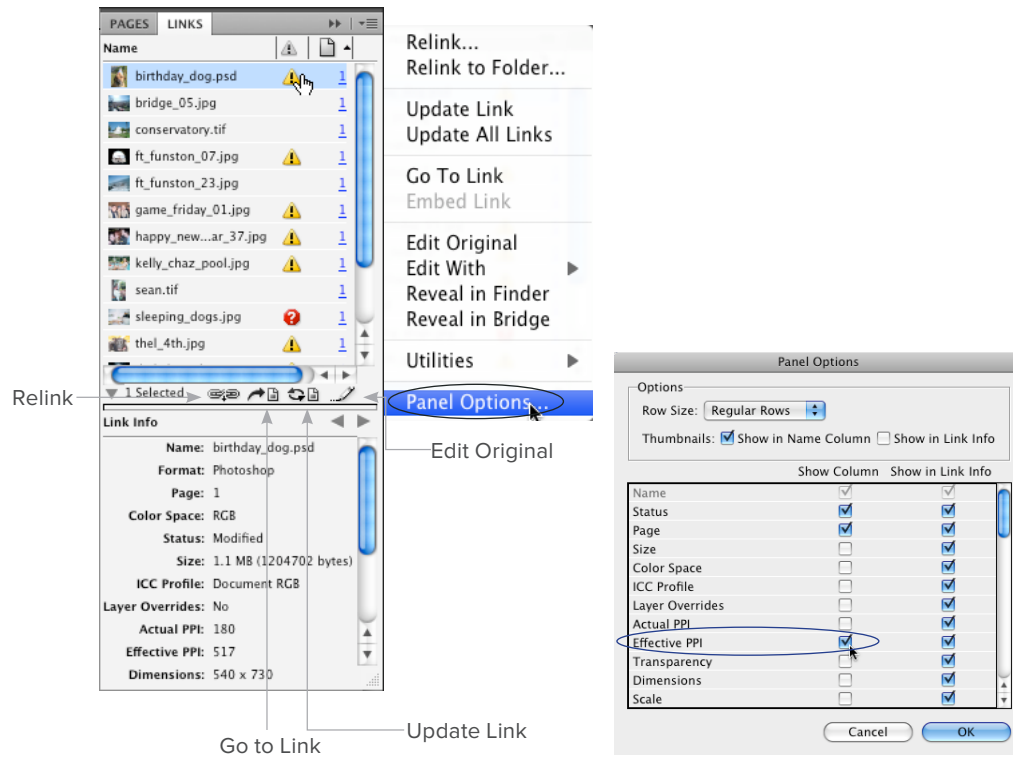 PAGES LINKS
Name
birthday_dog.psd 1
bridge_05.jpg 1
conservatory.tif 1
ft_funston_07.jpg 1
ft_funston_23.jpg 1
game_friday_01.jpg 1
happy_new...ar_37.jpg 1
kelly_chaz_pool.jpg 1
sean.tif 1
sleeping_dogs.jpg 1
thel_4th.jpg 1
1 Selected
Link Info
Name: birthday_dog.psd
Format: Photoshop
Page: 1
Color Space: RGB
Status: Modified
Size: 1.1 MB (1204702 bytes)
ICC Profile: Document RGB
Layer Overrides: No
Actual PPI: 180
Effective PPI: 517
Dimensions: 540 x 730
Relink
Go to Link
Update Link
Edit Original
Relink...
Relink to Folder...
Update Link
Update All Links
Go To Link
Embed Link
Edit Original
Edit With
Reveal in Finder
Reveal in Bridge
Utilities
Panel Options...
Panel Options
Options
Row Size: Regular Rows
Thumbnails: Show in Name Column Show in Link Info
Show Column Show in Link Info
Name
Status
Page
Size
Color Space
ICC Profile
Layer Overrides
Actual PPI
Effective PPI
Transparency
Dimensions
Scale
Cancel OK